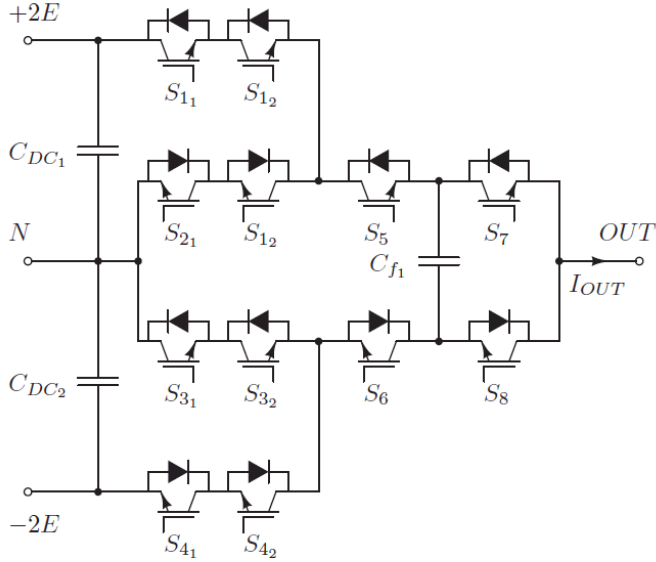 +2E
S₁₁ S₁₂
C_DC₁
N
S₂₁ S₁₂ S₅ S₇
C_f₁
OUT
I_OUT
C_DC₂
S₃₁ S₃₂ S₆ S₈
−2E
S₄₁ S₄₂